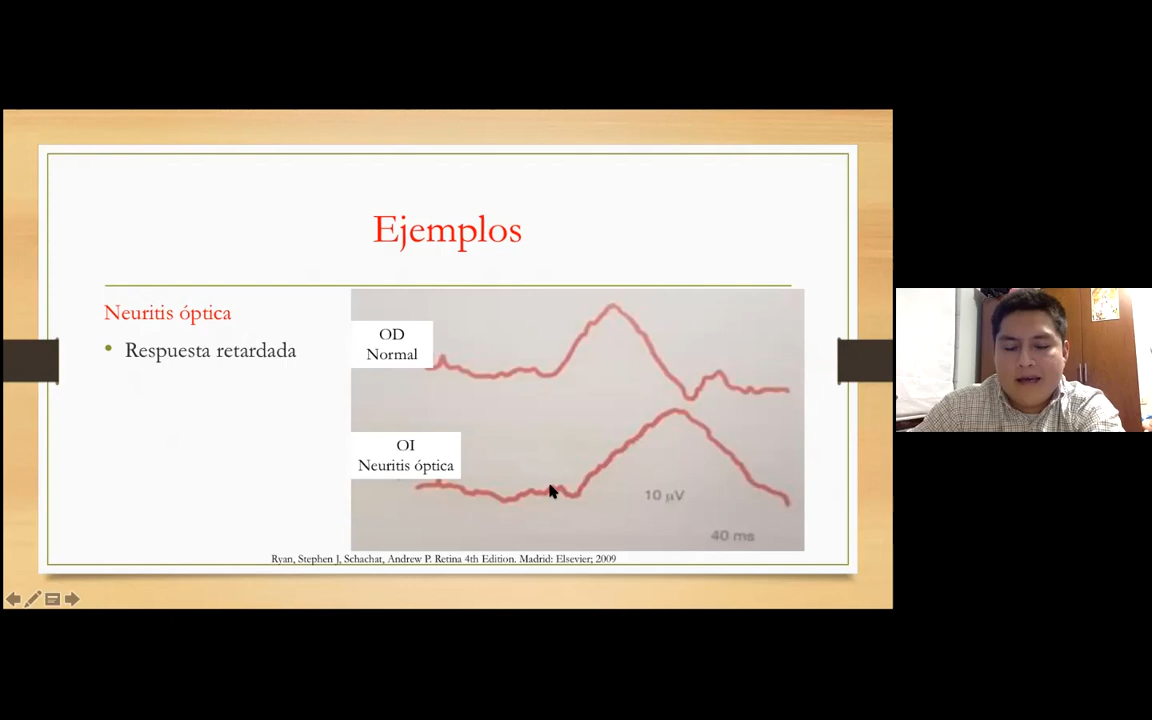 Ejemplos
Neuritis óptica
• Respuesta retardada
OD
Normal
OI
Neuritis óptica
10 μV
40 ms
Ryan, Stephen J, Schachat, Andrew P. Retina 4th Edition. Madrid: Elsevier; 2009